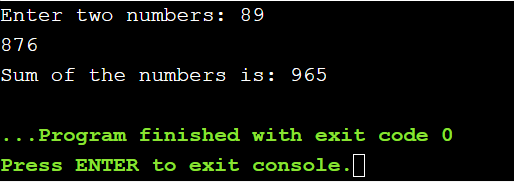 Enter two numbers: 89
876
Sum of the numbers is: 965
...Program finished with exit code 0
Press ENTER to exit console.